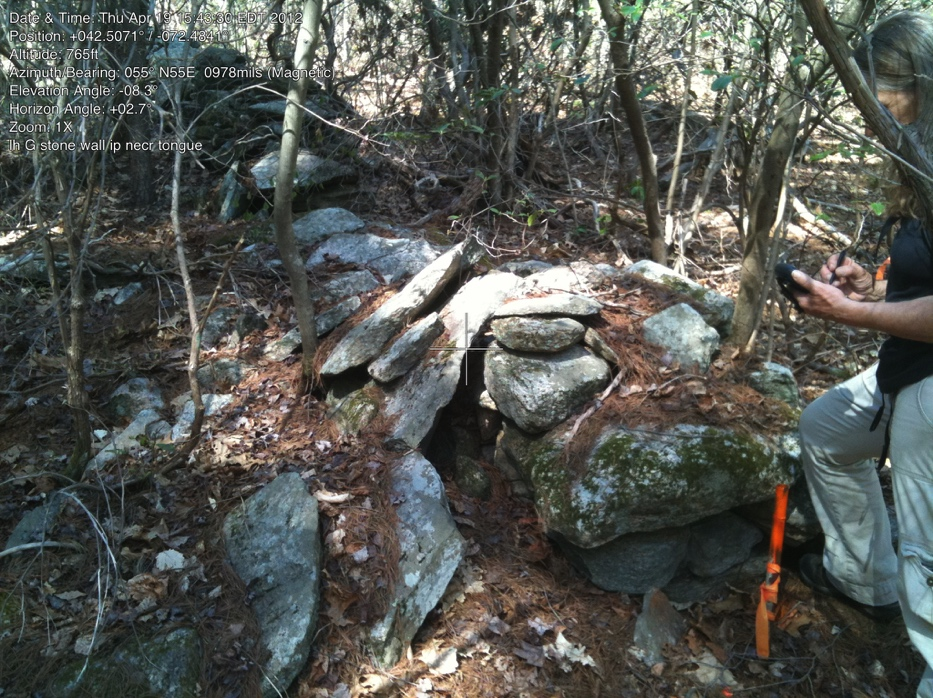 Date & Time: Thu Apr 19 15:43:30 EDT 2012
Position: +042.5071° / -072.4841°
Altitude: 765ft
Azimuth/Bearing: 055° N55E 0978mils (Magnetic)
Elevation Angle: -08.3°
Horizon Angle: +02.7°
Zoom: 1X
G stone wall ip necr tongue